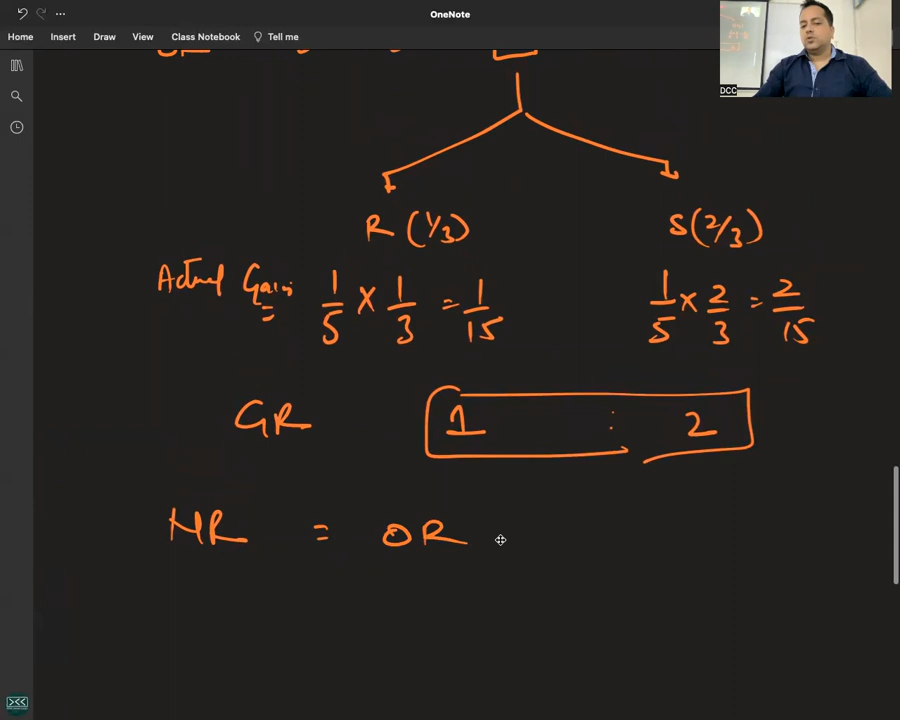 OneNote
Home Insert Draw View Class Notebook Tell me
DCC
R (1/3) S (2/3)
Actual Gain 1/5 X 1/3 = 1/15 1/5 x 2/3 = 2/15
GR 1 : 2
NR = OR